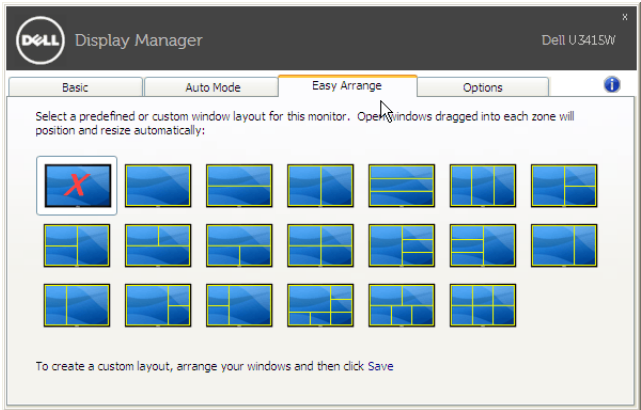 x
DELL Display Manager Dell U3415W
Basic Auto Mode Easy Arrange Options i
Select a predefined or custom window layout for this monitor. Open windows dragged into each zone will
position and resize automatically:
X
To create a custom layout, arrange your windows and then click Save